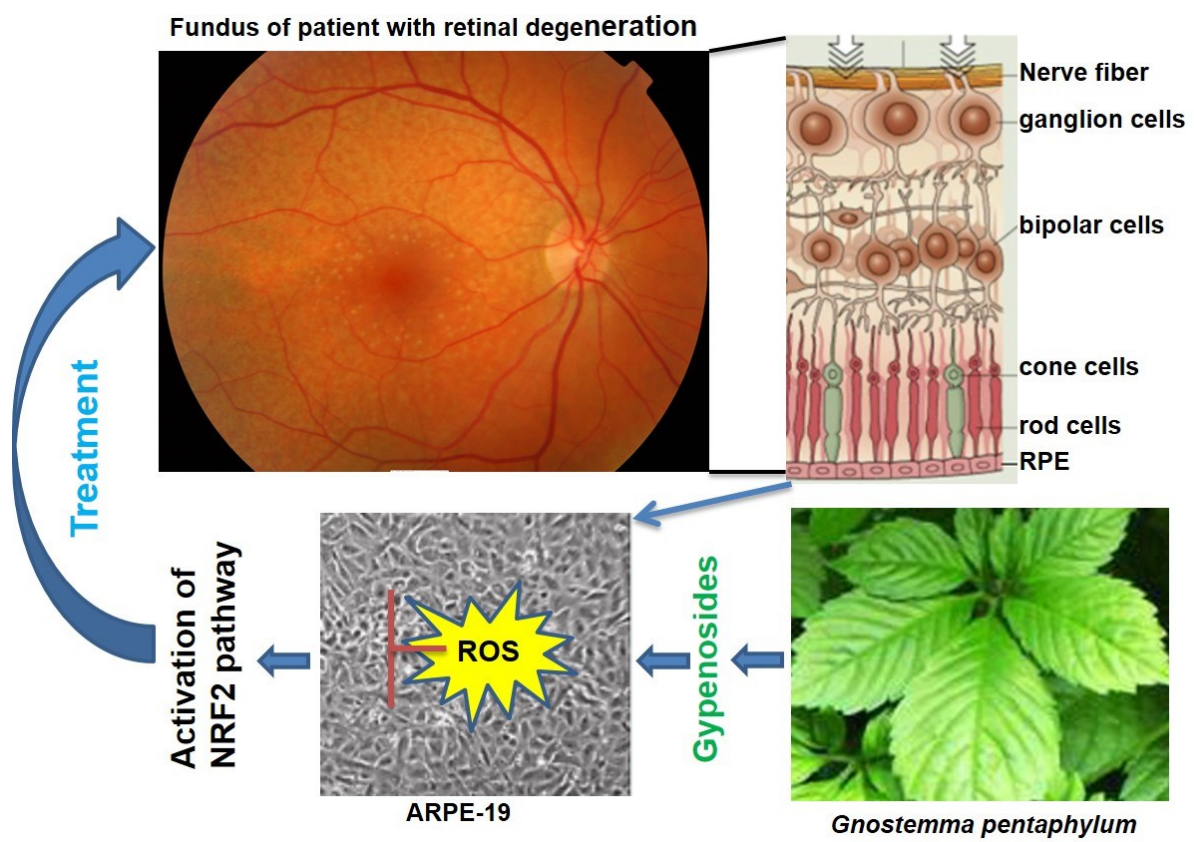 Fundus of patient with retinal degeneration
Nerve fiber
ganglion cells
bipolar cells
cone cells
rod cells
RPE
Treatment
Activation of
NRF2 pathway
ROS
ARPE-19
Gypenosides
Gnostemma pentaphylum